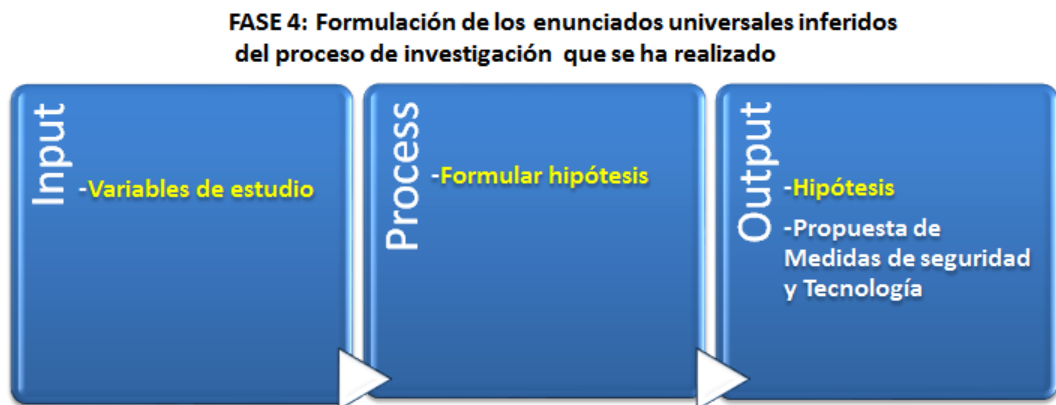 FASE 4: Formulación de los enunciados universales inferidos
del proceso de investigación que se ha realizado
Input
-Variables de estudio
Process
-Formular hipótesis
Output
-Hipótesis
-Propuesta de
Medidas de seguridad
y Tecnología